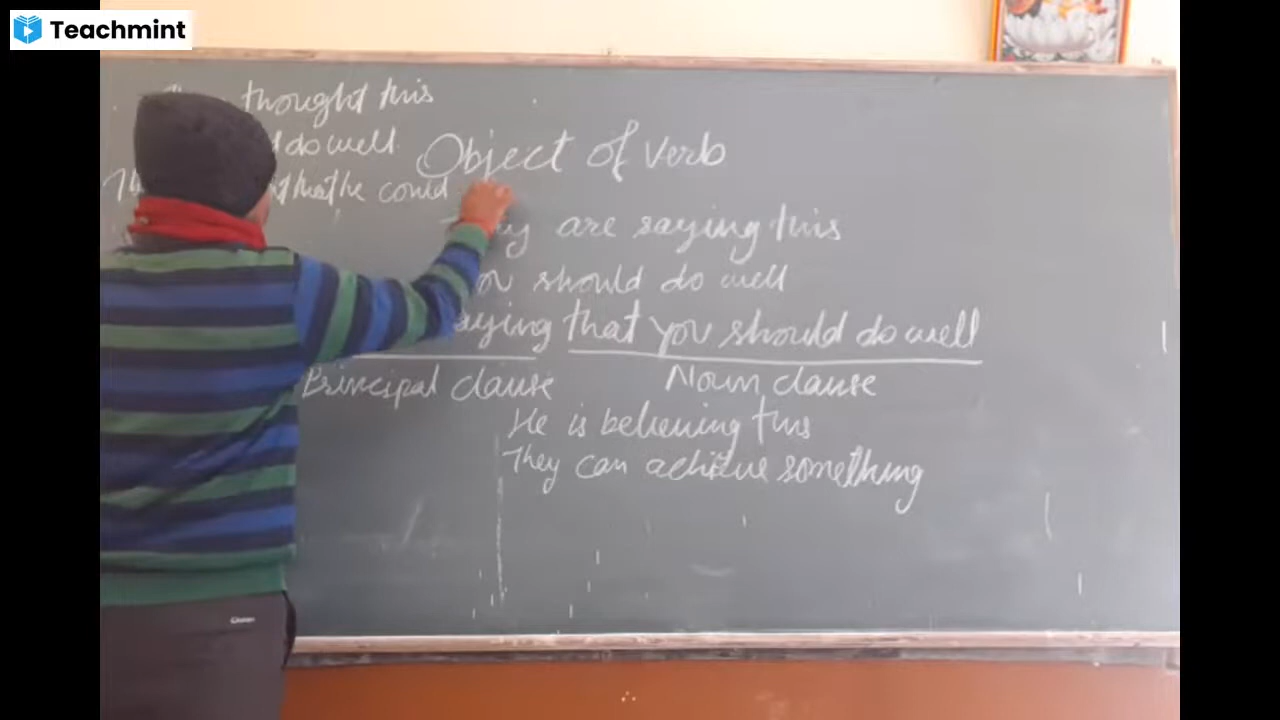 Teachmint
thought this
do well.
that he could
Object of verb
are saying this
should do well
saying that you should do well
Principal clause Noun clause
He is believing this
They can achieve something